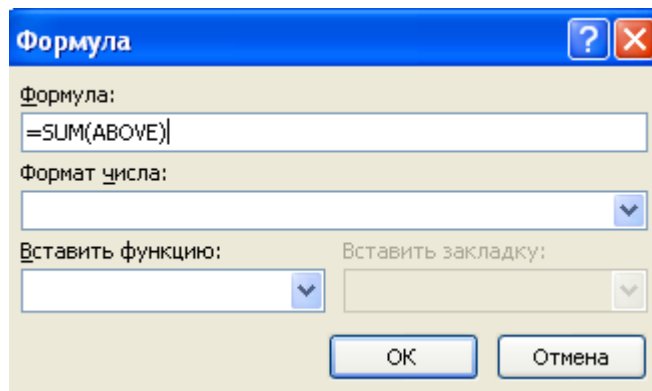 Формула
Формула:
=SUM(ABOVE)
Формат числа:
Вставить функцию: Вставить закладку:
ОК Отмена